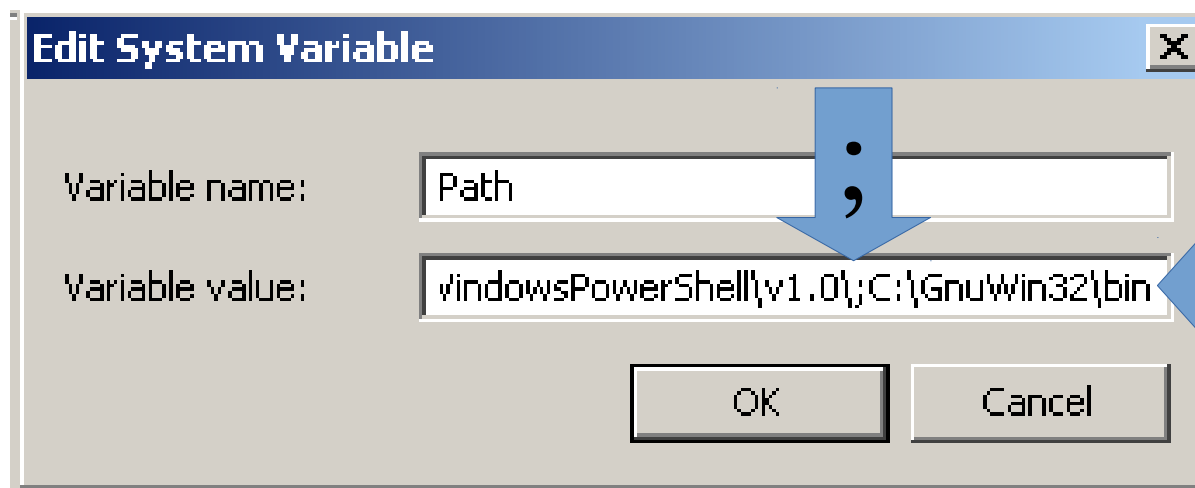 Edit System Variable
;
Variable name: Path
Variable value: WindowsPowerShell\v1.0\;C:\GnuWin32\bin
OK Cancel